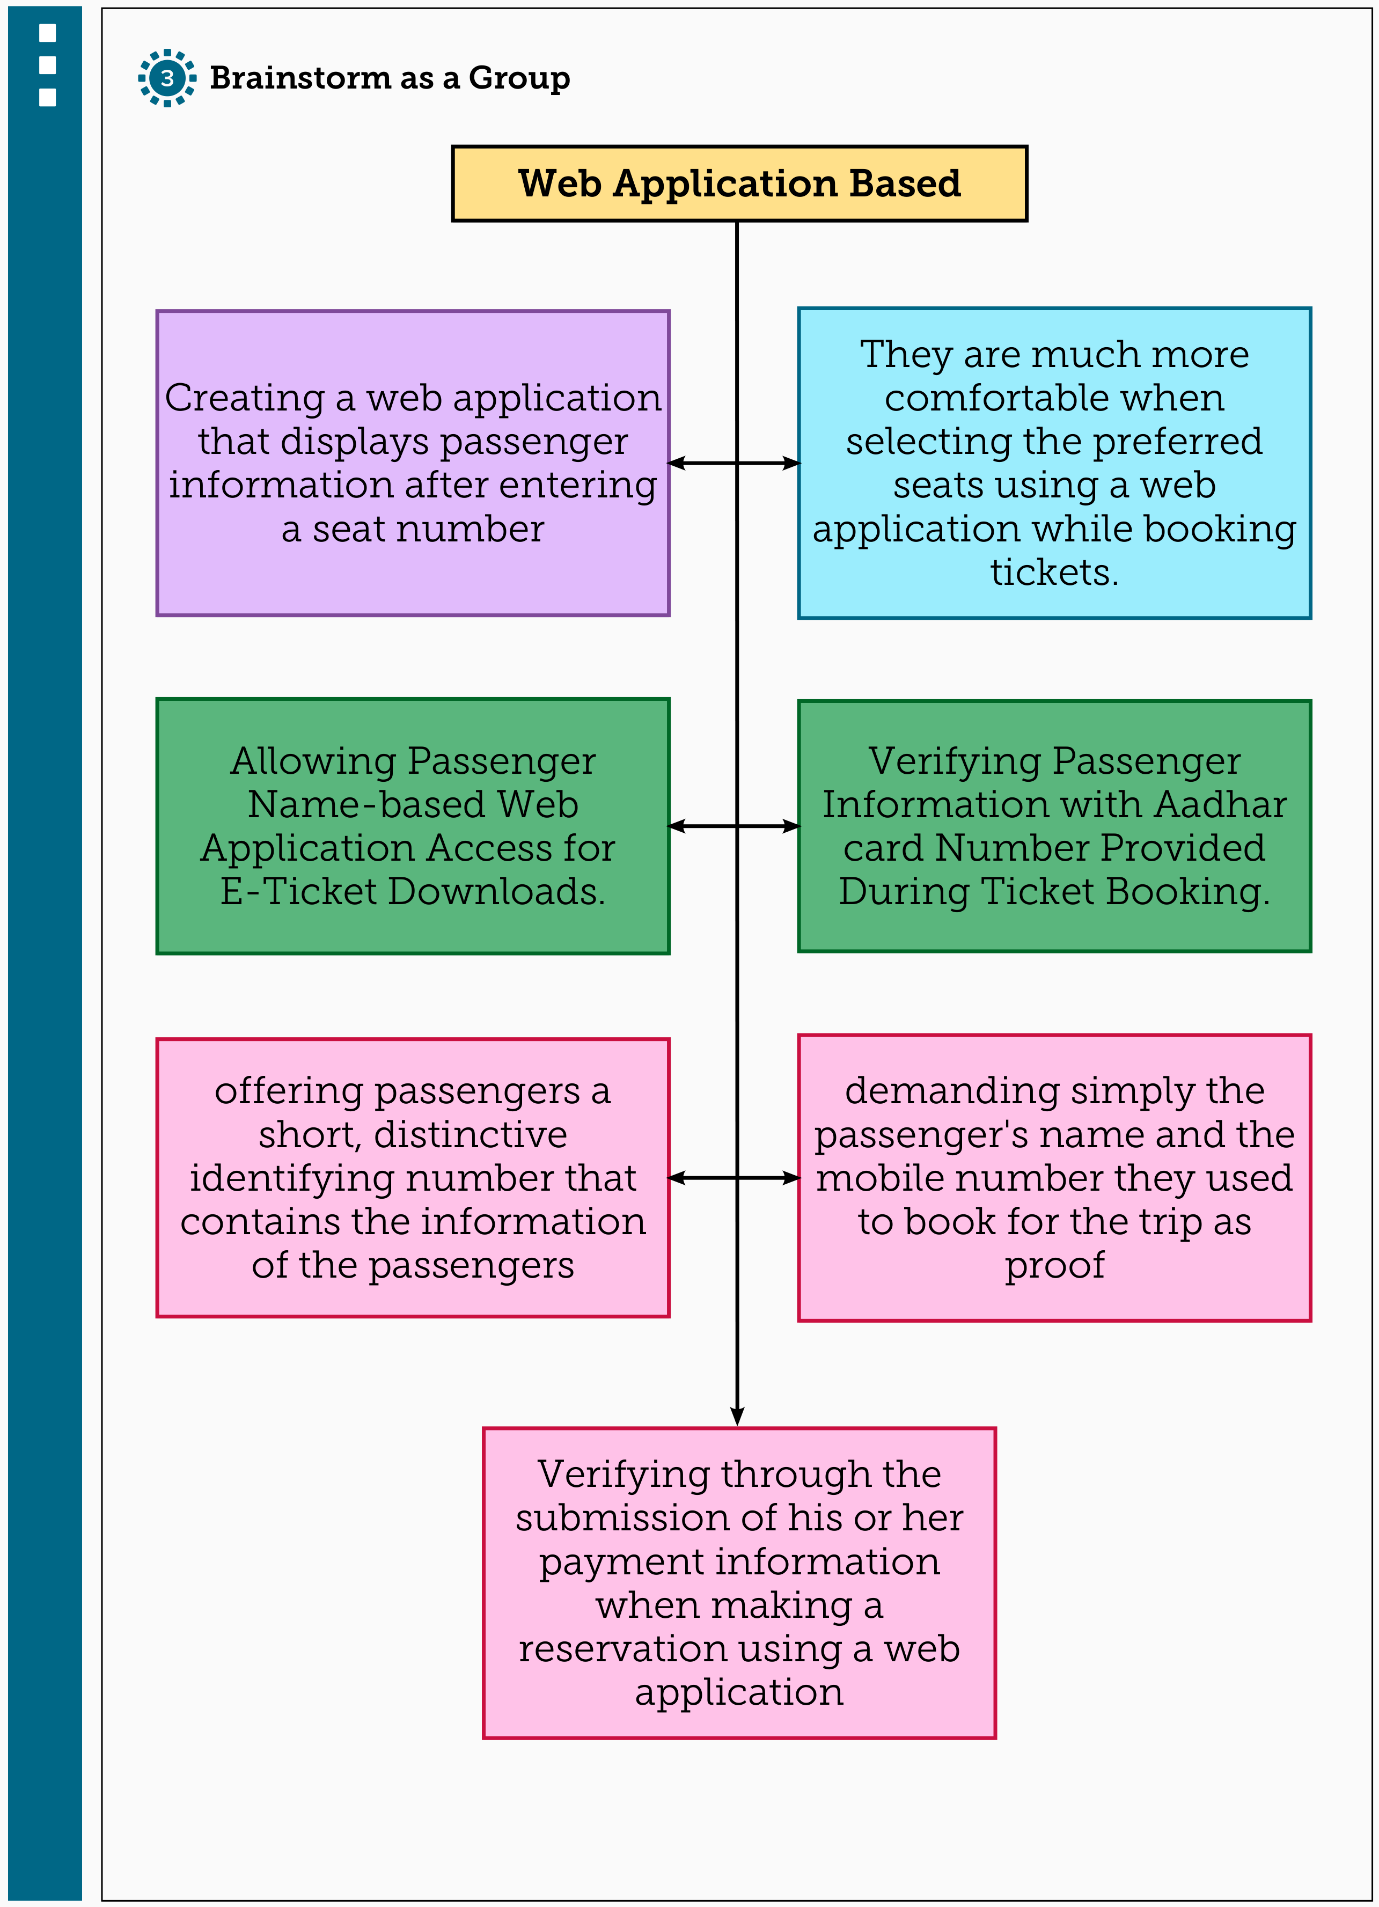 3
Brainstorm as a Group
Web Application Based
Creating a web application
that displays passenger
information after entering
a seat number
They are much more
comfortable when
selecting the preferred
seats using a web
application while booking
tickets.
Allowing Passenger
Name-based Web
Application Access for
E-Ticket Downloads.
Verifying Passenger
Information with Aadhar
card Number Provided
During Ticket Booking.
offering passengers a
short, distinctive
identifying number that
contains the information
of the passengers
demanding simply the
passenger's name and the
mobile number they used
to book for the trip as
proof
Verifying through the
submission of his or her
payment information
when making a
reservation using a web
application